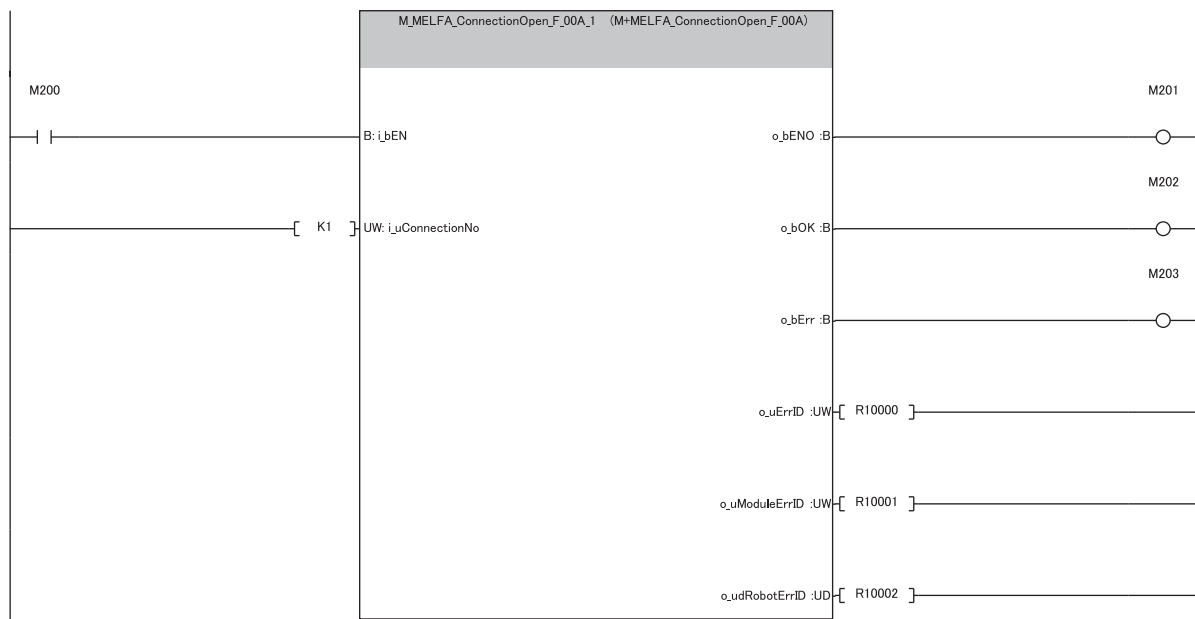 M_MELFA_ConnectionOpen_F_00A_1 (M+MELFA_ConnectionOpen_F_00A)
M200
M201
B: i_bEN
o_bENO :B
M202
K1
UW: i_uConnectionNo
o_bOK :B
M203
o_bErr :B
o_uErrID :UW
R10000
o_uModuleErrID :UW
R10001
o_udRobotErrID :UD
R10002